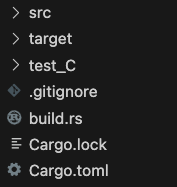 src
target
test_C
.gitignore
build.rs
Cargo.lock
Cargo.toml